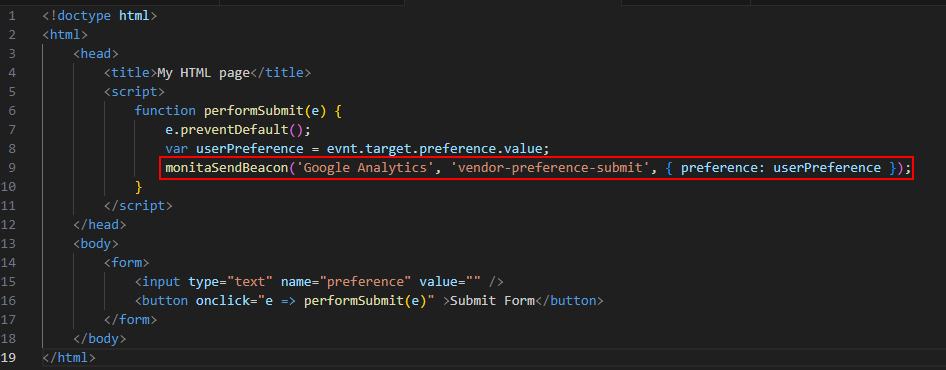 1 <!doctype html>
2 <html>
3 <head>
4 <title>My HTML page</title>
5 <script>
6 function performSubmit(e) {
7 e.preventDefault();
8 var userPreference = evnt.target.preference.value;
9 monitaSendBeacon('Google Analytics', 'vendor-preference-submit', { preference: userPreference });
10 }
11 </script>
12 </head>
13 <body>
14 <form>
15 <input type="text" name="preference" value="" />
16 <button onclick="e => performSubmit(e)" >Submit Form</button>
17 </form>
18 </body>
19 </html>